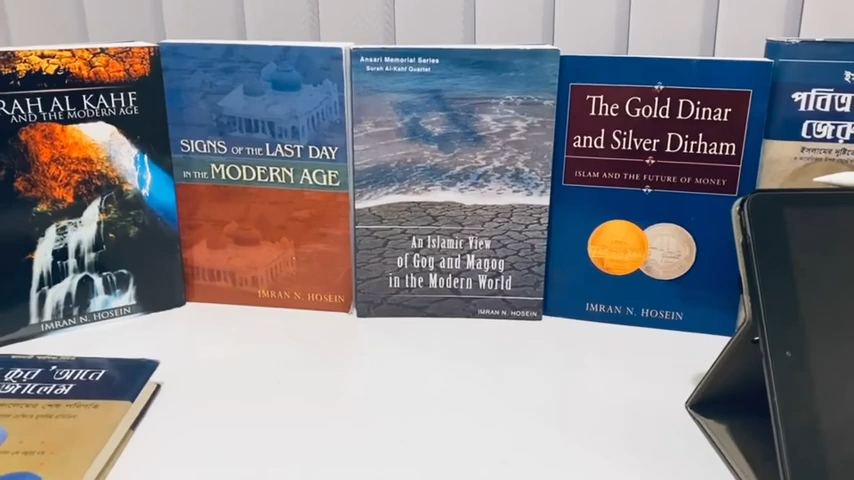 RAH AL KAHF
AND THE MODERN AGE
IMRAN N. HOSEIN
SIGNS OF THE LAST DAY
IN THE MODERN AGE
IMRAN N. HOSEIN
Ansari Memorial Series
Surah Al-Kahf Quartet
An Islamic View
of Gog and Magog
in the Modern World
IMRAN N. HOSEIN
The Gold Dinar
and Silver Dirham
ISLAM AND THE FUTURE OF MONEY
IMRAN N. HOSEIN
পবিত্র
জেরু
ইসলামের দৃষ্টিতে
কুর'আনে
জালেম